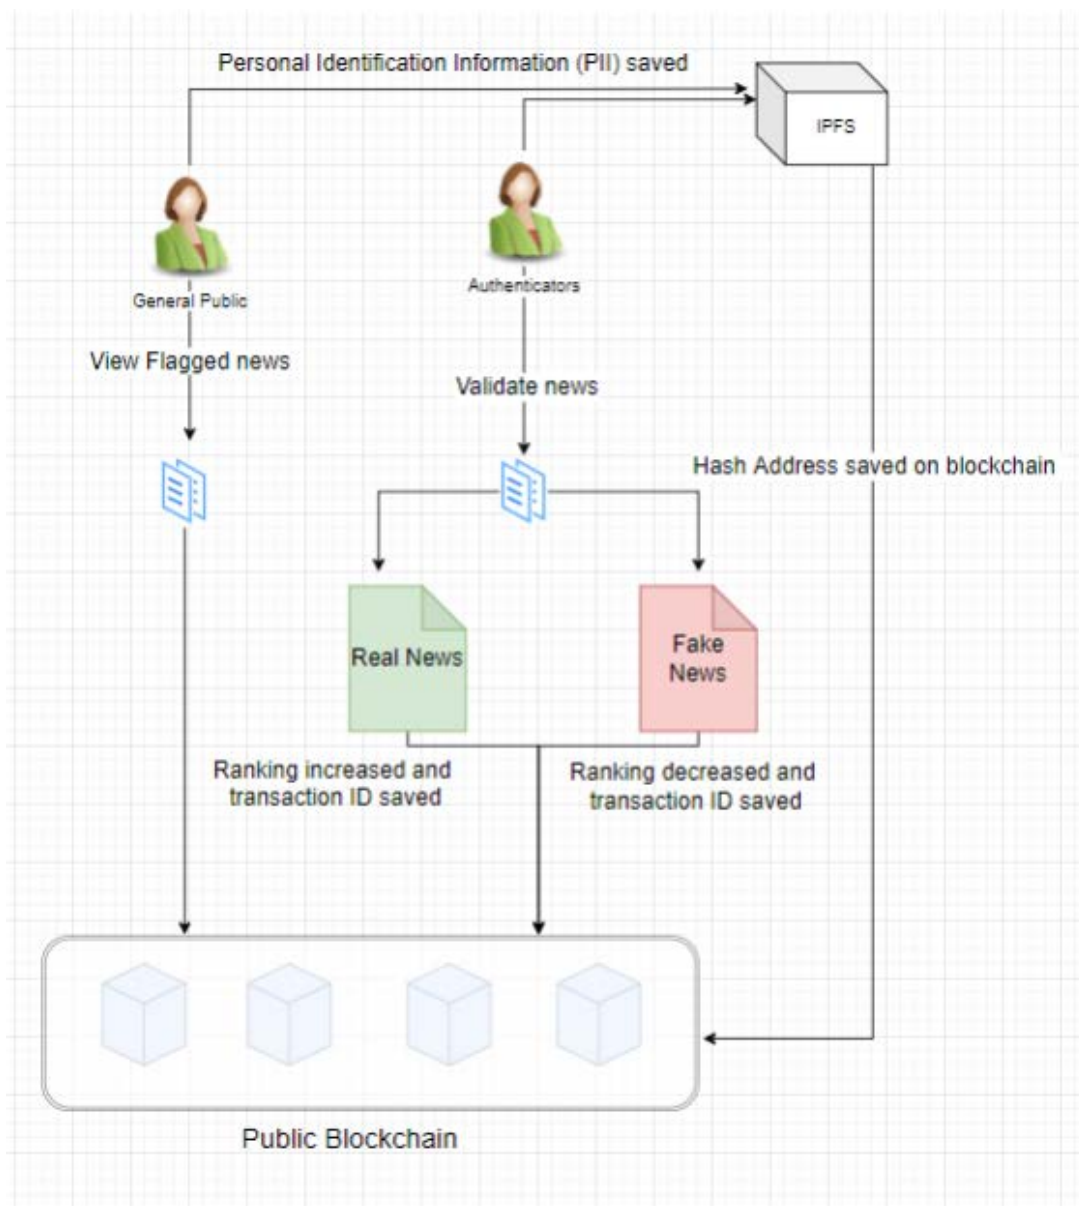 Personal Identification Information (PII) saved
IPFS
General Public
Authenticators
View Flagged news
Validate news
Hash Address saved on blockchain
Real News
Fake
News
Ranking increased and
transaction ID saved
Ranking decreased and
transaction ID saved
Public Blockchain